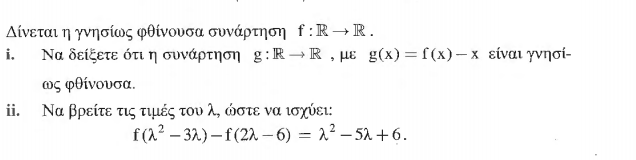 Δίνεται η γνησίως φθίνουσα συνάρτηση f : ℝ → ℝ .
i. Να δείξετε ότι η συνάρτηση g : ℝ → ℝ , με g(x) = f(x) – x είναι γνησί-
ως φθίνουσα.
ii. Να βρείτε τις τιμές του λ, ώστε να ισχύει:
f(λ² – 3λ) – f(2λ – 6) = λ² – 5λ + 6.